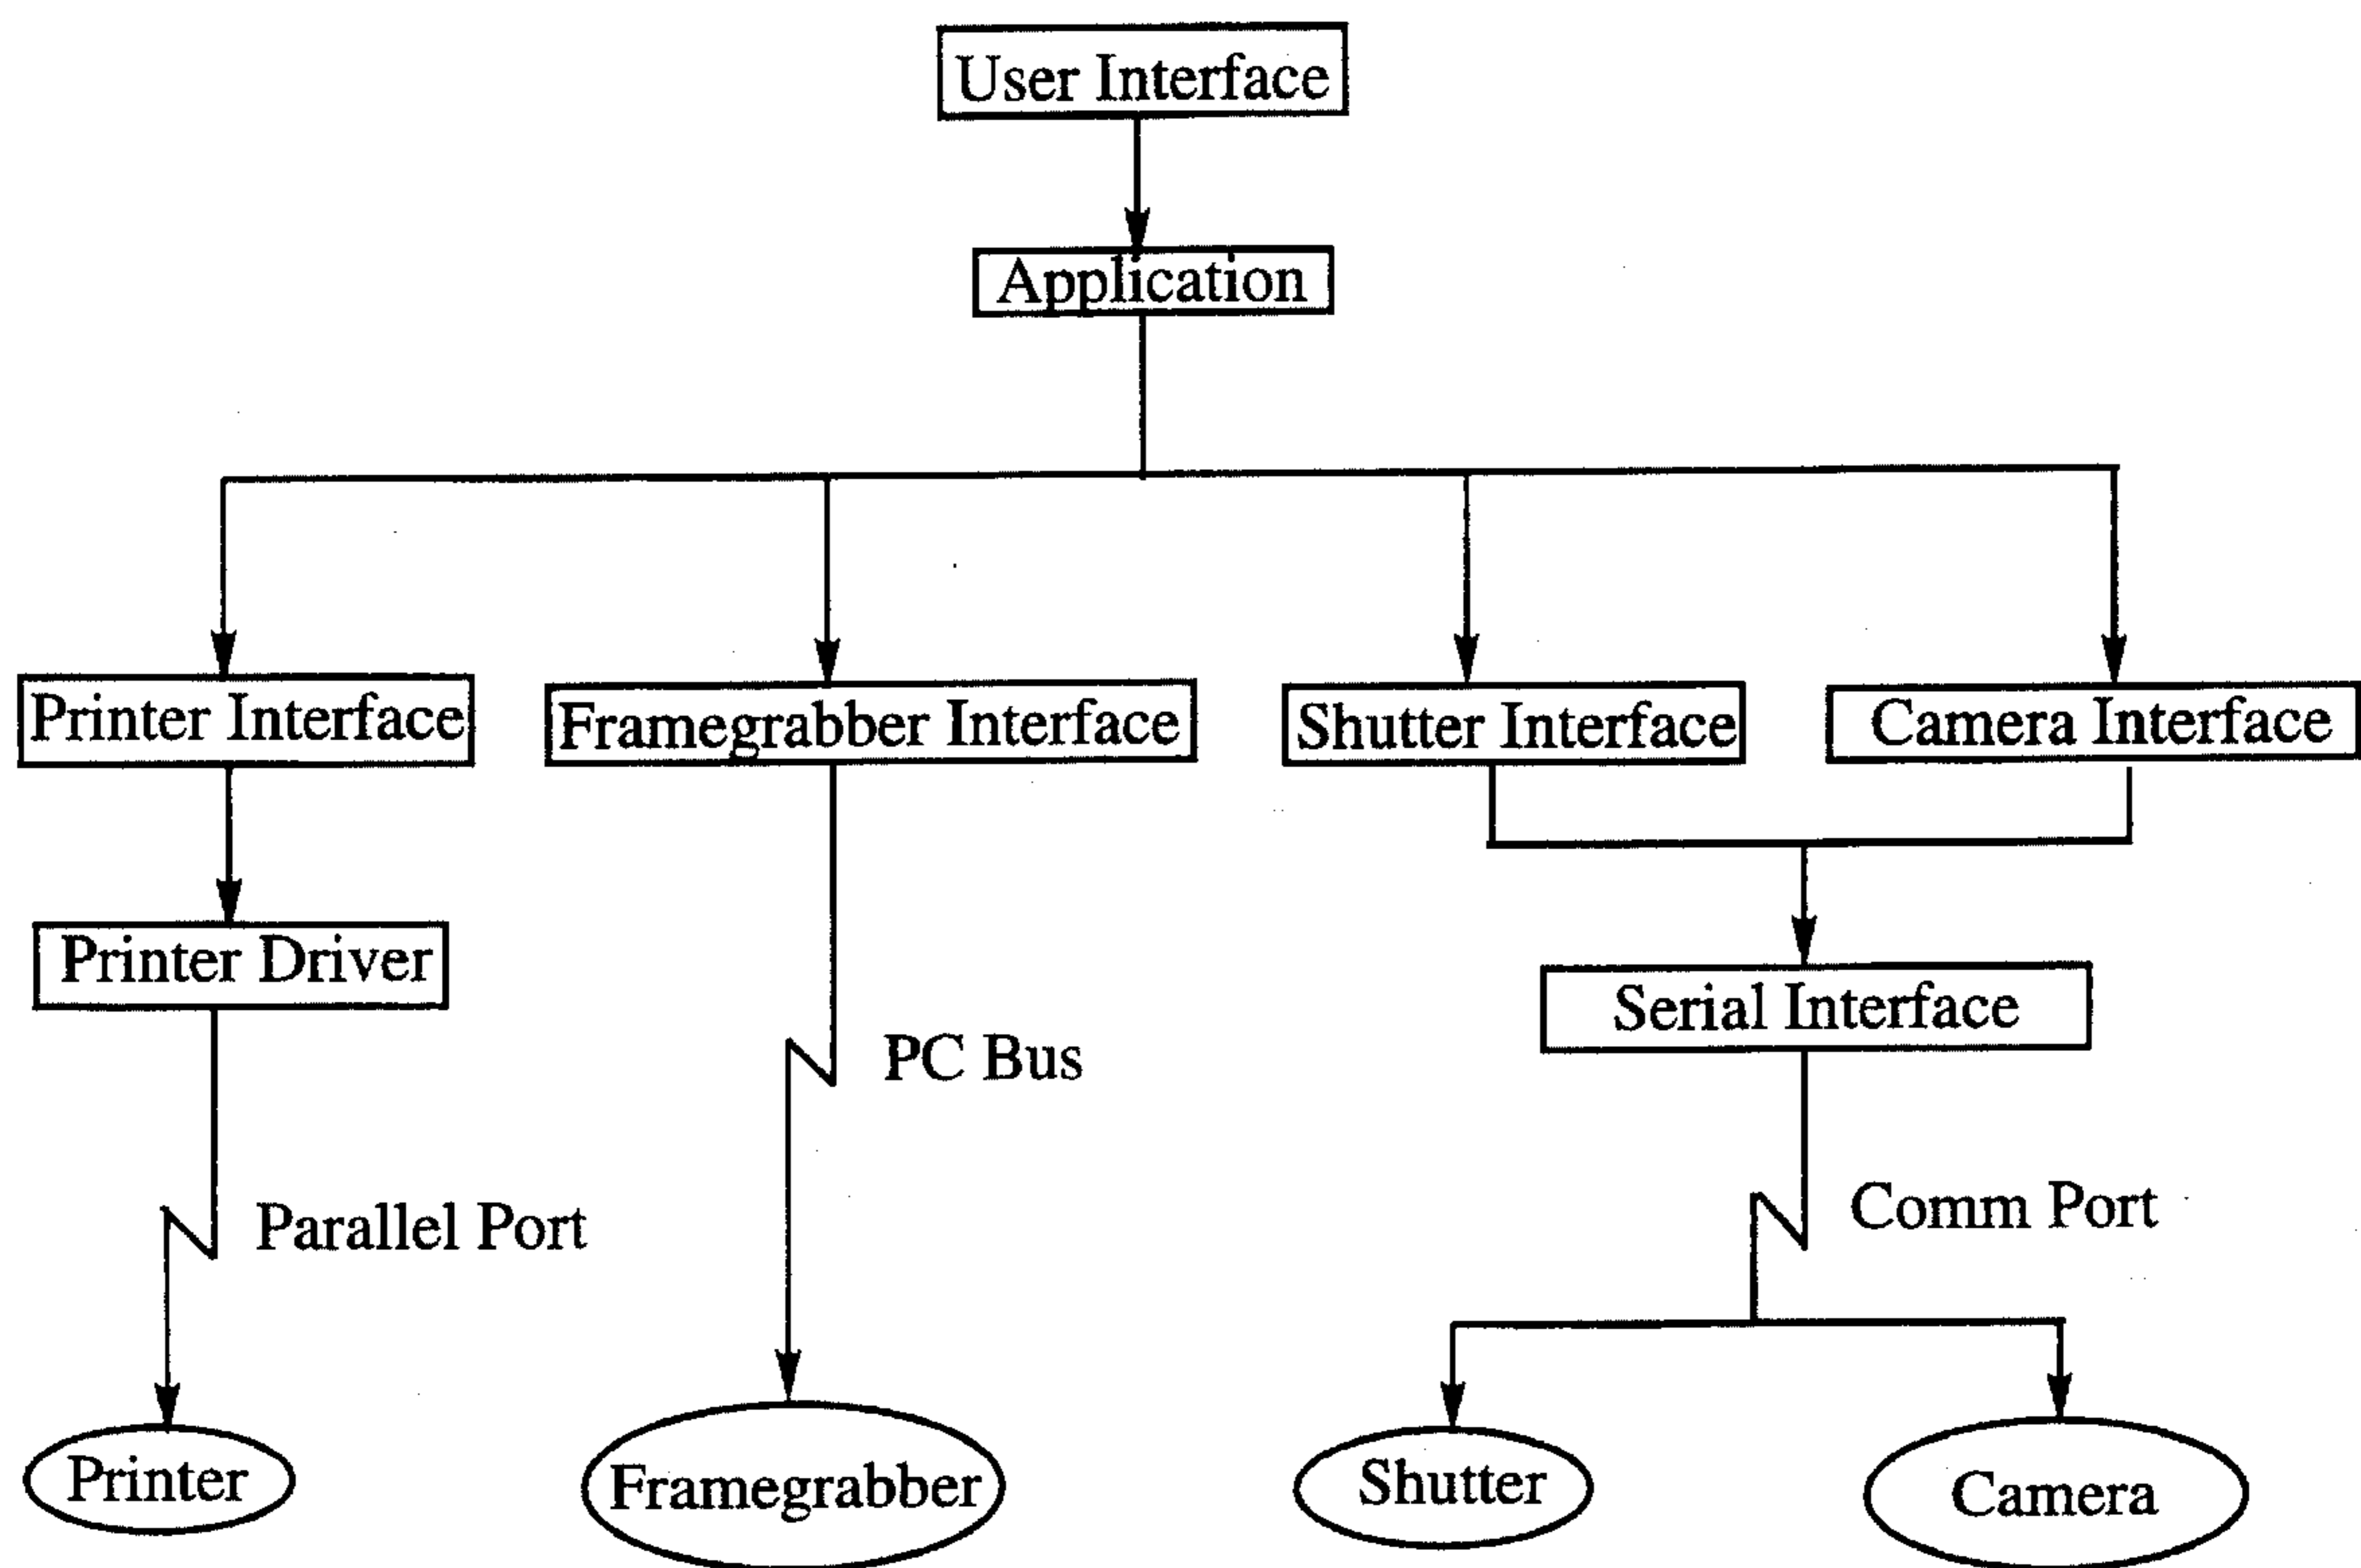 User Interface
Application
Printer Interface
Framegrabber Interface
Shutter Interface
Camera Interface
Printer Driver
Serial Interface
PC Bus
Parallel Port
Comm Port
Printer
Framegrabber
Shutter
Camera